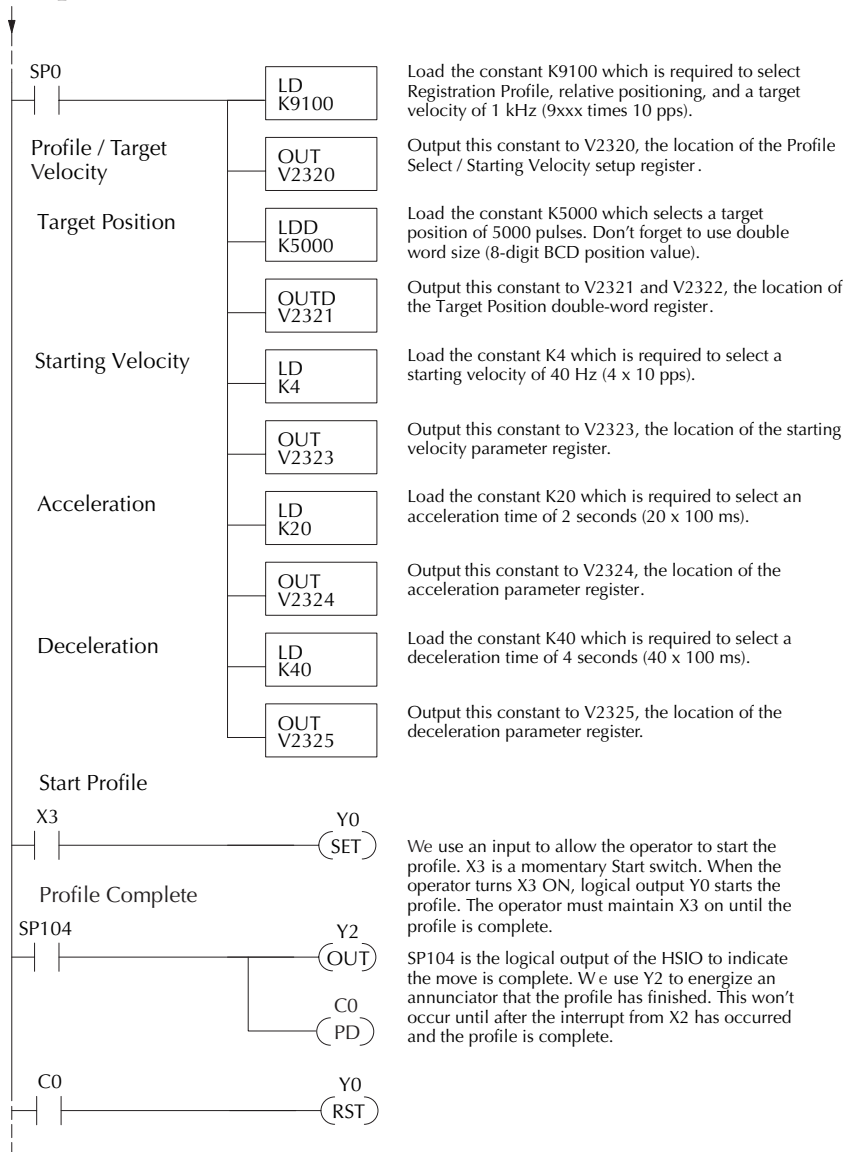 SP0
LD
K9100
Load the constant K9100 which is required to select
Registration Profile, relative positioning, and a target
velocity of 1 kHz (9xxx times 10 pps).
Profile / Target
Velocity
OUT
V2320
Output this constant to V2320, the location of the Profile
Select / Starting Velocity setup register.
Target Position
LDD
K5000
Load the constant K5000 which selects a target
position of 5000 pulses. Don't forget to use double
word size (8-digit BCD position value).
OUTD
V2321
Output this constant to V2321 and V2322, the location of
the Target Position double-word register.
Starting Velocity
LD
K4
Load the constant K4 which is required to select a
starting velocity of 40 Hz (4 x 10 pps).
OUT
V2323
Output this constant to V2323, the location of the starting
velocity parameter register.
Acceleration
LD
K20
Load the constant K20 which is required to select an
acceleration time of 2 seconds (20 x 100 ms).
OUT
V2324
Output this constant to V2324, the location of the
acceleration parameter register.
Deceleration
LD
K40
Load the constant K40 which is required to select a
deceleration time of 4 seconds (40 x 100 ms).
OUT
V2325
Output this constant to V2325, the location of the
deceleration parameter register.
Start Profile
X3
Y0
SET
We use an input to allow the operator to start the
profile. X3 is a momentary Start switch. When the
operator turns X3 ON, logical output Y0 starts the
profile. The operator must maintain X3 on until the
profile is complete.
Profile Complete
SP104
Y2
OUT
SP104 is the logical output of the HSIO to indicate
the move is complete. We use Y2 to energize an
annunciator that the profile has finished. This won't
occur until after the interrupt from X2 has occurred
and the profile is complete.
C0
PD
C0
Y0
RST